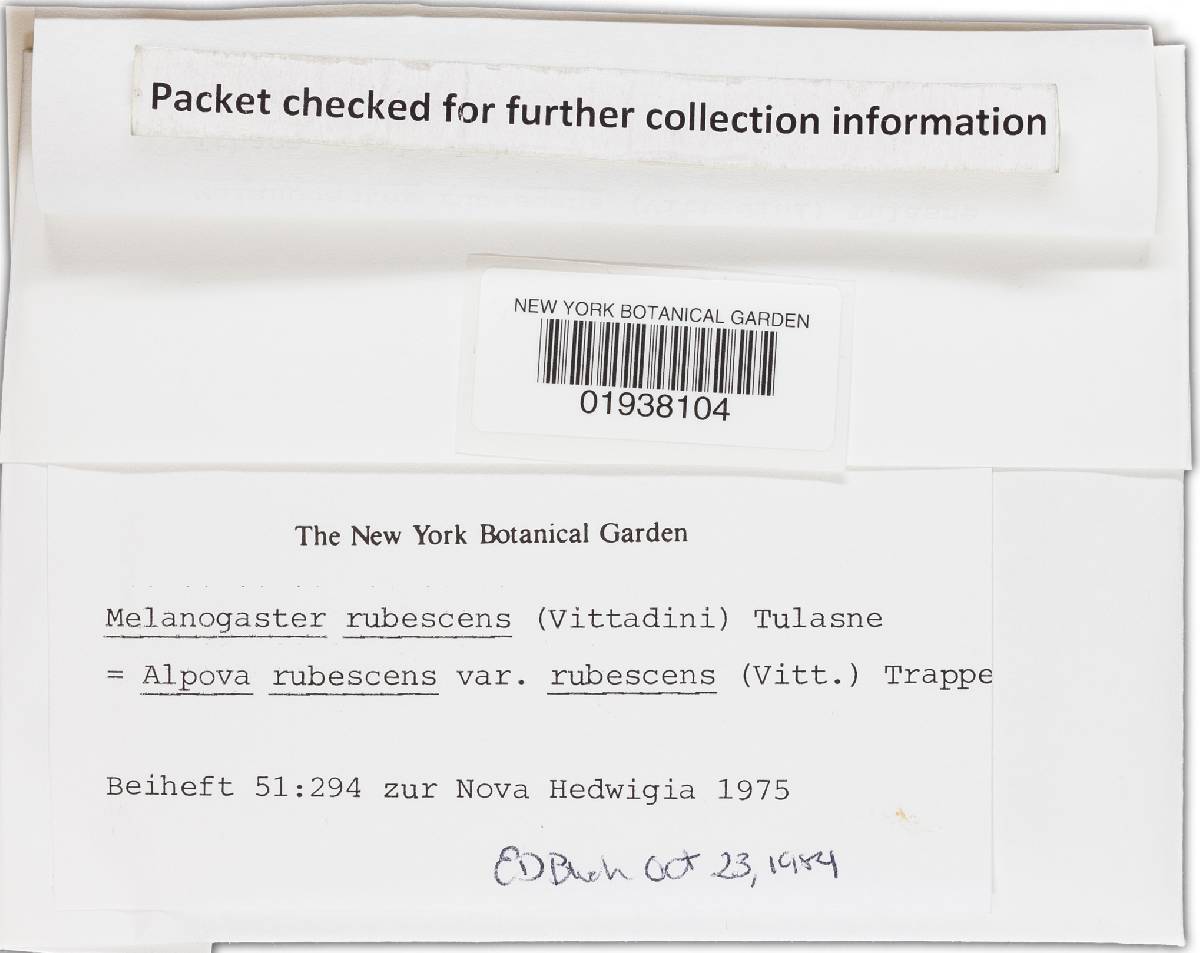 Packet checked for further collection information
NEW YORK BOTANICAL GARDEN
01938104
The New York Botanical Garden
Melanogaster rubescens (Vittadini) Tulasne
= Alpova rubescens var. rubescens (Vitt.) Trappe
Beiheft 51:294 zur Nova Hedwigia 1975
ED Oct 23, 1984